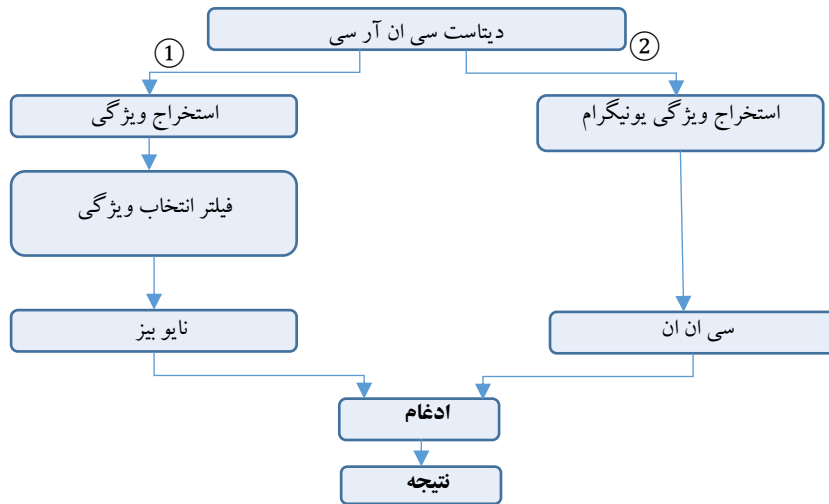 دیتاست سی ان آر سی
①
②
استخراج ویژگی
استخراج ویژگی یونیگرام
فیلتر انتخاب ویژگی
نایو بیز
سی ان ان
ادغام
نتیجه